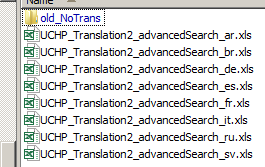 Name
old_NoTrans
UCHP_Translation2_advancedSearch_ar.xls
UCHP_Translation2_advancedSearch_br.xls
UCHP_Translation2_advancedSearch_de.xls
UCHP_Translation2_advancedSearch_es.xls
UCHP_Translation2_advancedSearch_fr.xls
UCHP_Translation2_advancedSearch_it.xls
UCHP_Translation2_advancedSearch_ru.xls
UCHP_Translation2_advancedSearch_sv.xls